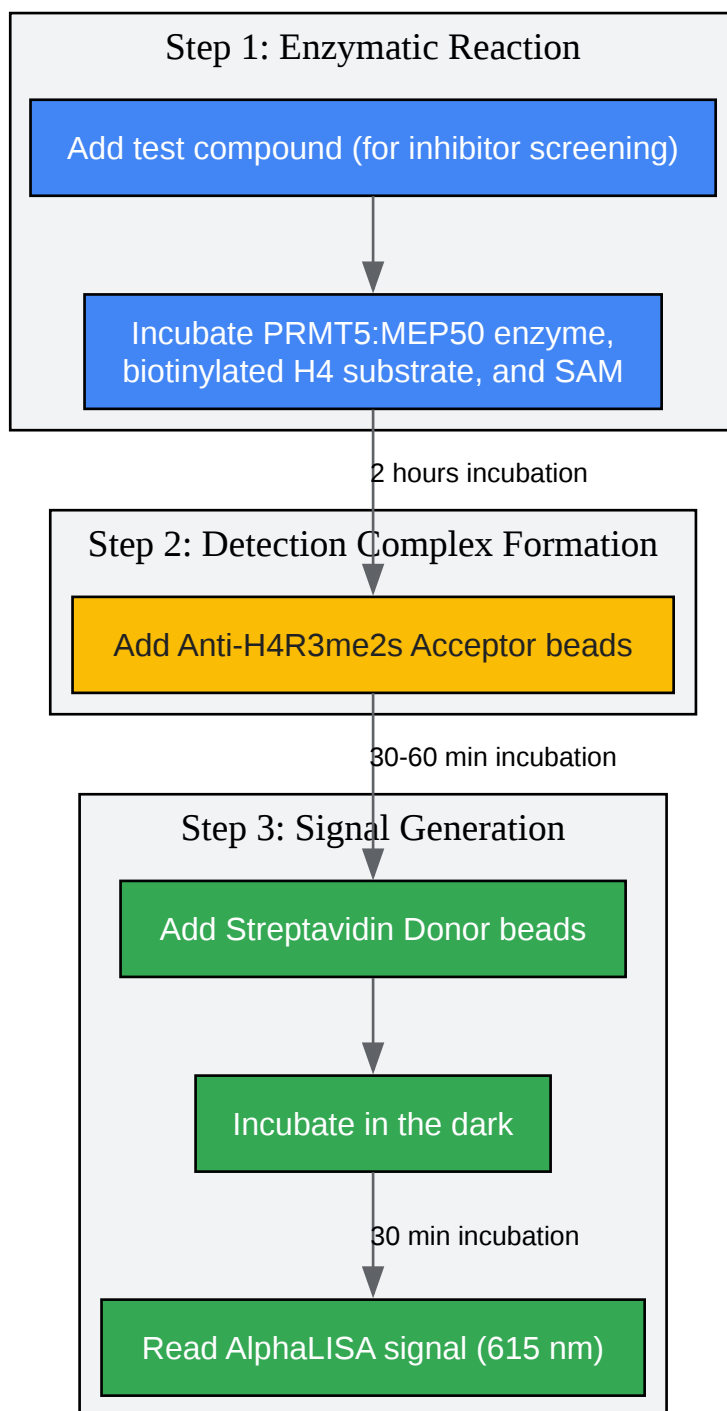 Step 1: Enzymatic Reaction
Add test compound (for inhibitor screening)
Incubate PRMT5:MEP50 enzyme,
biotinylated H4 substrate, and SAM
2 hours incubation
Step 2: Detection Complex Formation
Add Anti-H4R3me2s Acceptor beads
30-60 min incubation
Step 3: Signal Generation
Add Streptavidin Donor beads
Incubate in the dark
30 min incubation
Read AlphaLISA signal (615 nm)